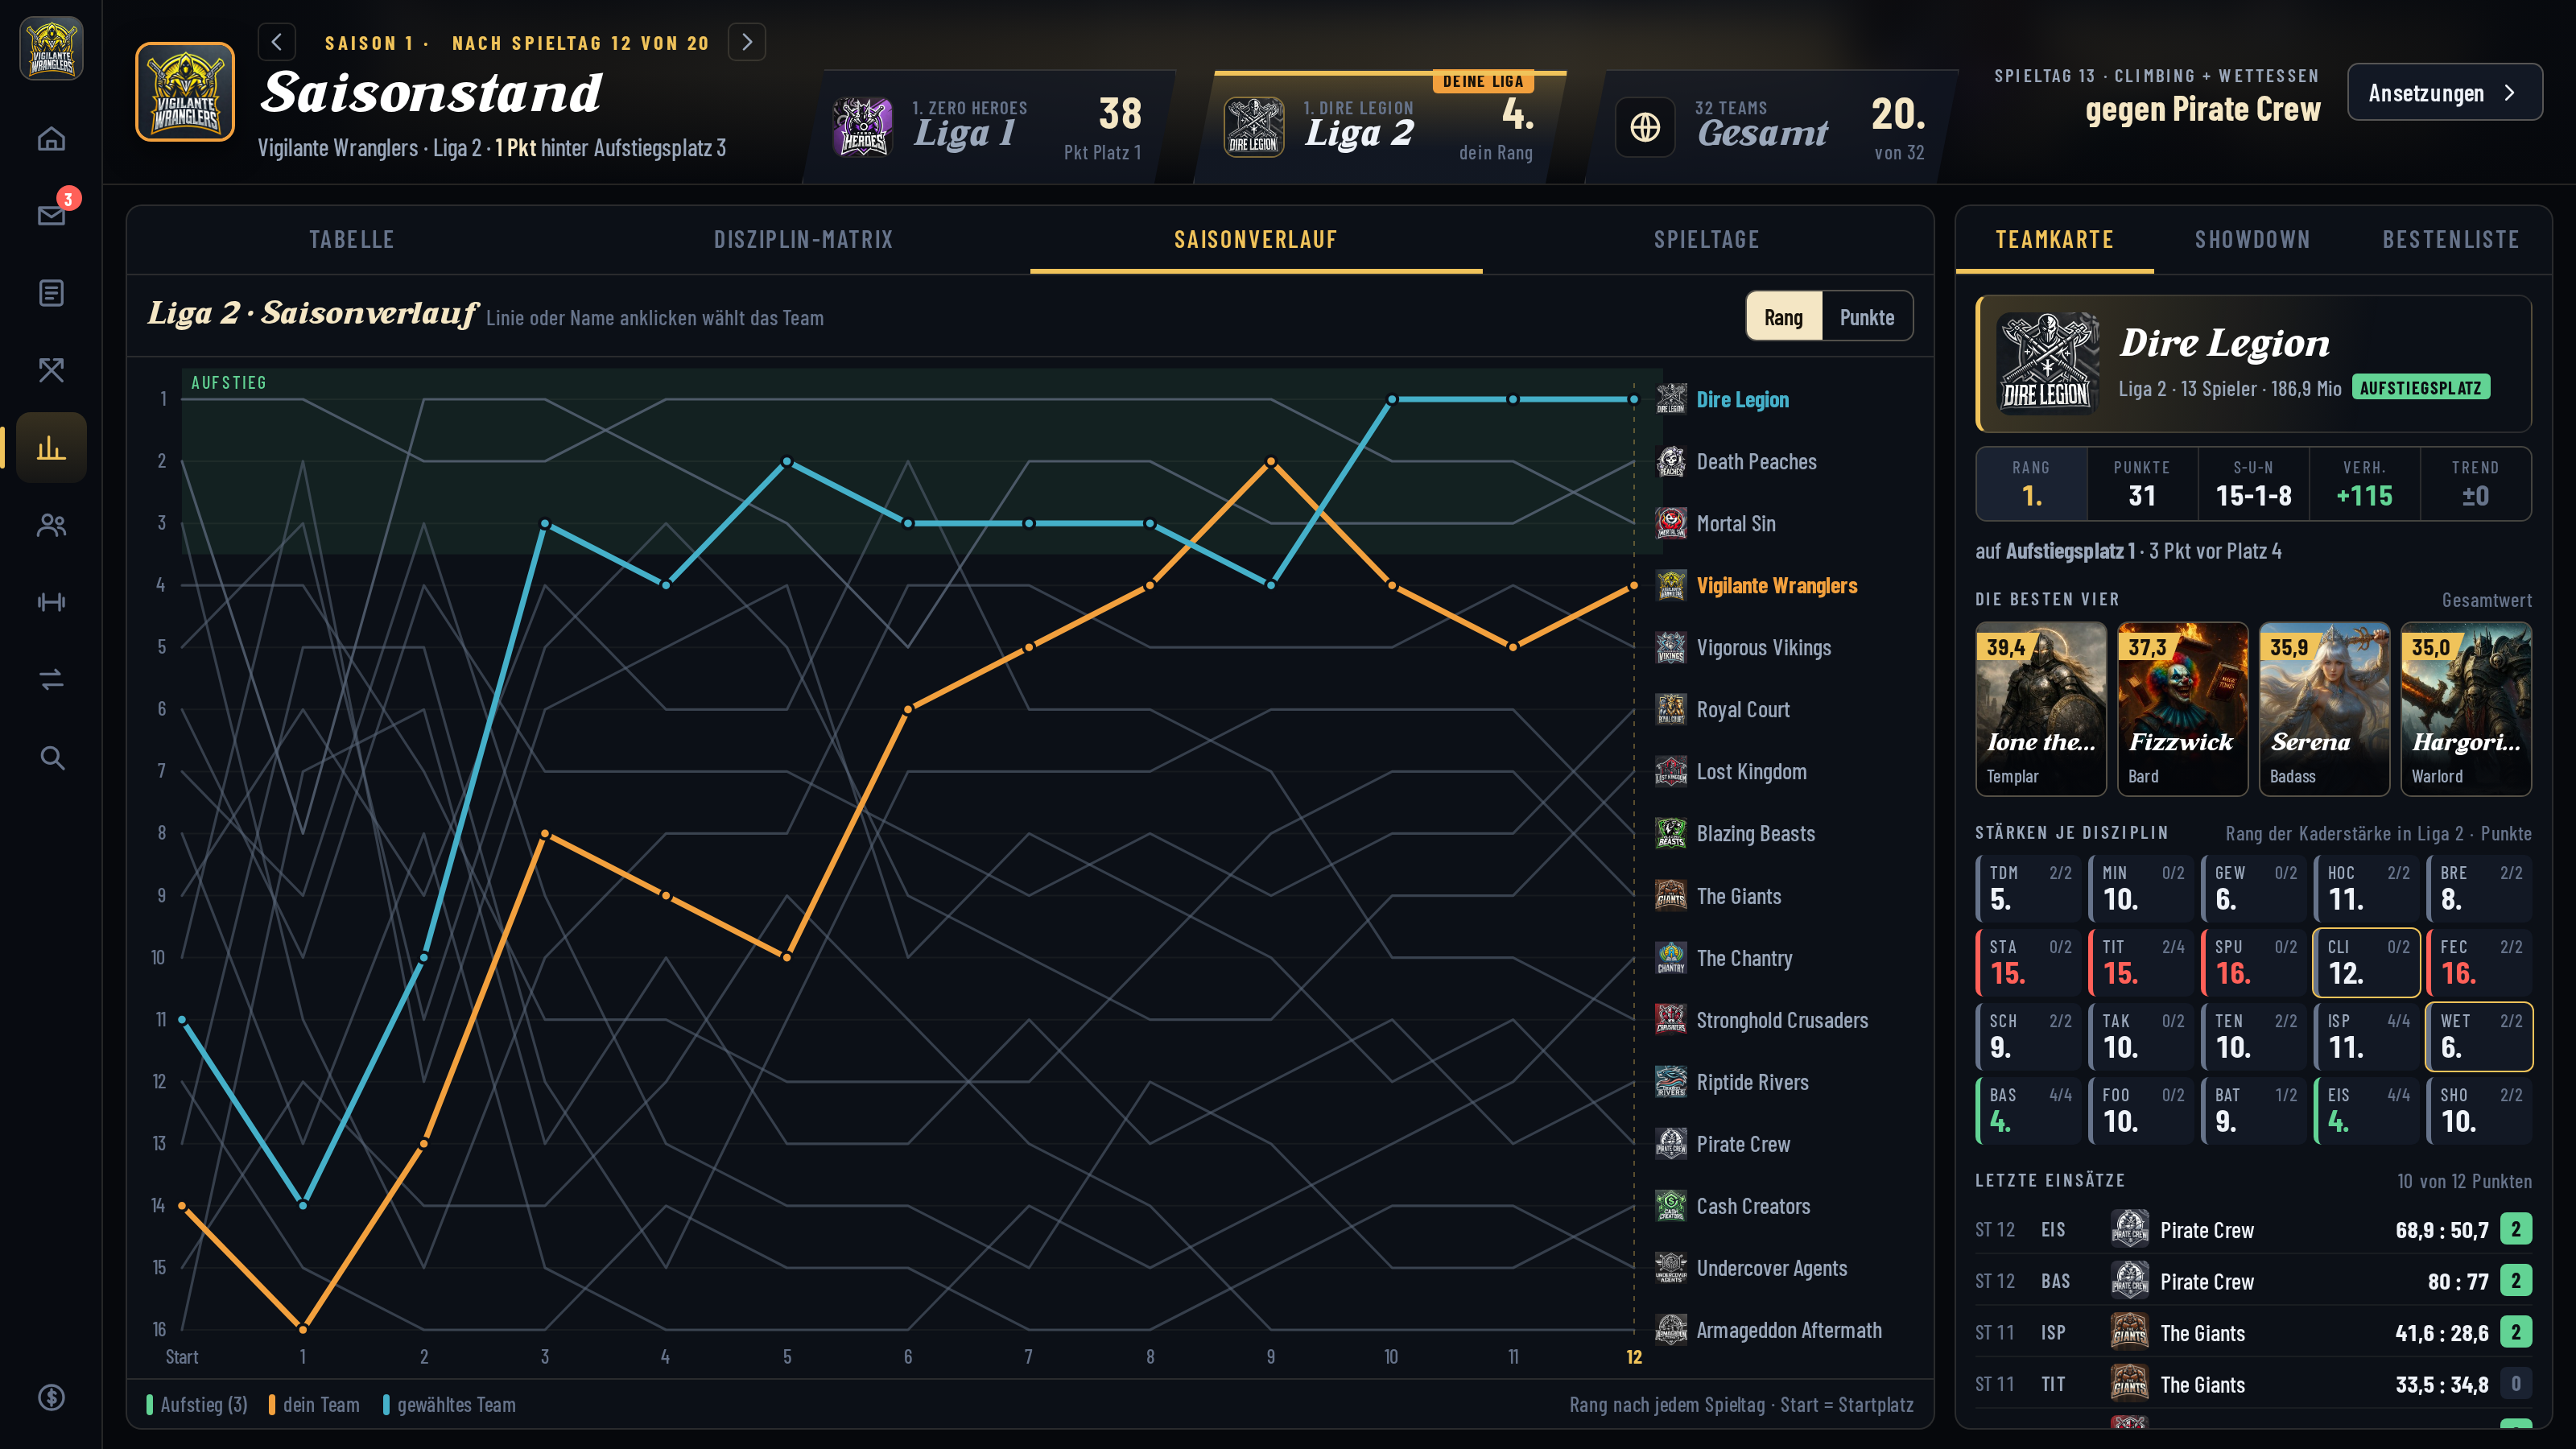 VIGILANTE WRANGLERS
3
VIGILANTE WRANGLERS
SAISON 1 · NACH SPIELTAG 12 VON 20
Saisonstand
Vigilante Wranglers · Liga 2 · 1 Pkt hinter Aufstiegsplatz 3
HEROES
1. ZERO HEROES
Liga 1
38
Pkt Platz 1
DEINE LIGA
DIRE LEGION
1. DIRE LEGION
Liga 2
4.
dein Rang
32 TEAMS
Gesamt
20.
von 32
SPIELTAG 13 · CLIMBING + WETTESSEN
gegen Pirate Crew
Ansetzungen
TABELLE
DISZIPLIN-MATRIX
SAISONVERLAUF
SPIELTAGE
Liga 2 · Saisonverlauf
Linie oder Name anklicken wählt das Team
Rang
Punkte
AUFSTIEG
1
2
3
4
5
6
7
8
9
10
11
12
13
14
15
16
Start
1
2
3
4
5
6
7
8
9
10
11
12
Dire Legion
Death Peaches
Mortal Sin
Vigilante Wranglers
Vigorous Vikings
Royal Court
Lost Kingdom
Blazing Beasts
The Giants
The Chantry
Stronghold Crusaders
Riptide Rivers
Pirate Crew
Cash Creators
Undercover Agents
Armageddon Aftermath
Aufstieg (3)
dein Team
gewähltes Team
Rang nach jedem Spieltag · Start = Startplatz
TEAMKARTE
SHOWDOWN
BESTENLISTE
DIRE LEGION
Dire Legion
Liga 2 · 13 Spieler · 186,9 Mio
AUFSTIEGSPLATZ
RANG
1.
PUNKTE
31
S-U-N
15-1-8
VERH.
+115
TREND
±0
auf Aufstiegsplatz 1 · 3 Pkt vor Platz 4
DIE BESTEN VIER
Gesamtwert
39,4
Ione the...
Templar
37,3
Fizzwick
Bard
35,9
Serena
Badass
35,0
Hargori...
Warlord
STÄRKEN JE DISZIPLIN
Rang der Kaderstärke in Liga 2 · Punkte
TDM 2/2
5.
MIN 0/2
10.
GEW 0/2
6.
HOC 2/2
11.
BRE 2/2
8.
STA 0/2
15.
TIT 2/4
15.
SPU 0/2
16.
CLI 0/2
12.
FEC 2/2
16.
SCH 2/2
9.
TAK 0/2
10.
TEN 2/2
10.
ISP 4/4
11.
WET 2/2
6.
BAS 4/4
4.
FOO 0/2
10.
BAT 1/2
9.
EIS 4/4
4.
SHO 2/2
10.
LETZTE EINSÄTZE
10 von 12 Punkten
ST 12 EIS Pirate Crew 68,9 : 50,7 2
ST 12 BAS Pirate Crew 80 : 77 2
ST 11 ISP The Giants 41,6 : 28,6 2
ST 11 TIT The Giants 33,5 : 34,8 0